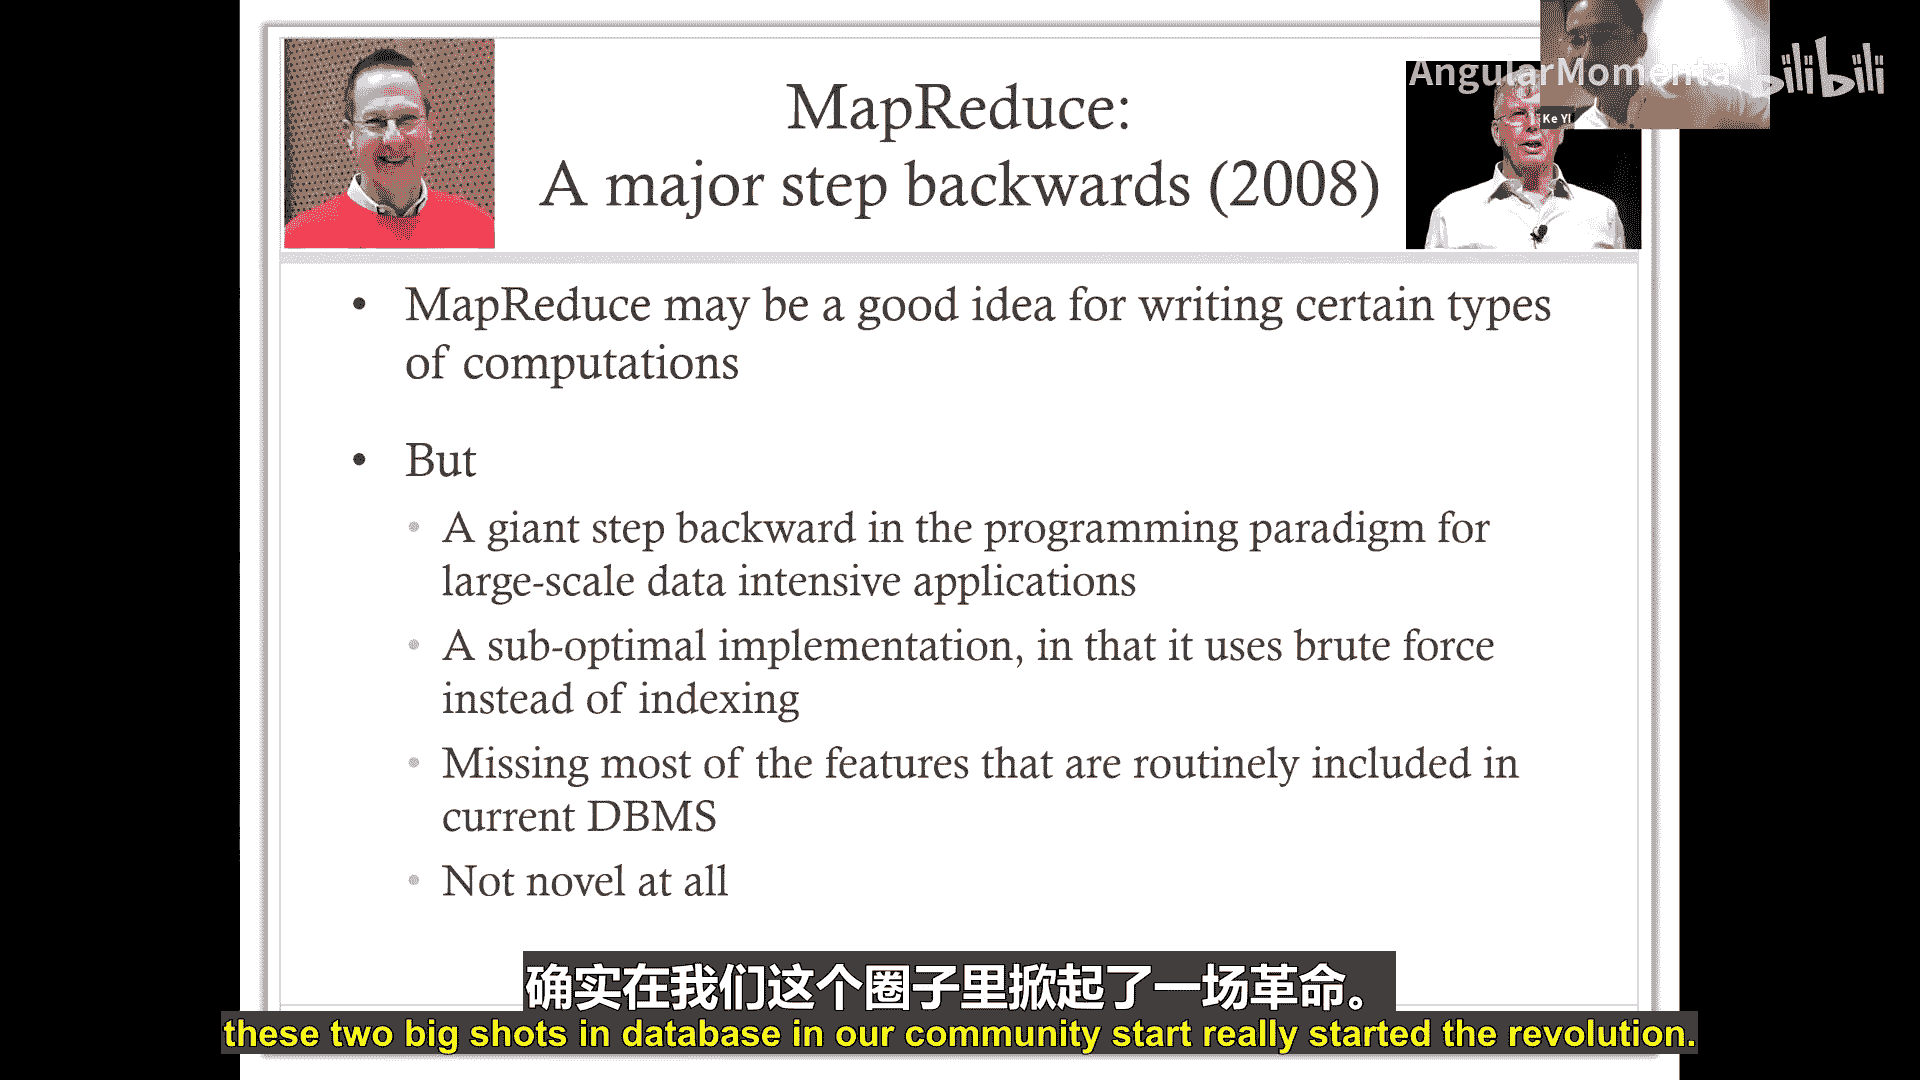 AngularMomenta bilibili
Ke YI
MapReduce:
A major step backwards (2008)
• MapReduce may be a good idea for writing certain types
of computations
• But
• A giant step backward in the programming paradigm for
large-scale data intensive applications
• A sub-optimal implementation, in that it uses brute force
instead of indexing
• Missing most of the features that are routinely included in
current DBMS
• Not novel at all
确实在我们这个圈子里掀起了一场革命。
these two big shots in database in our community start really started the revolution.